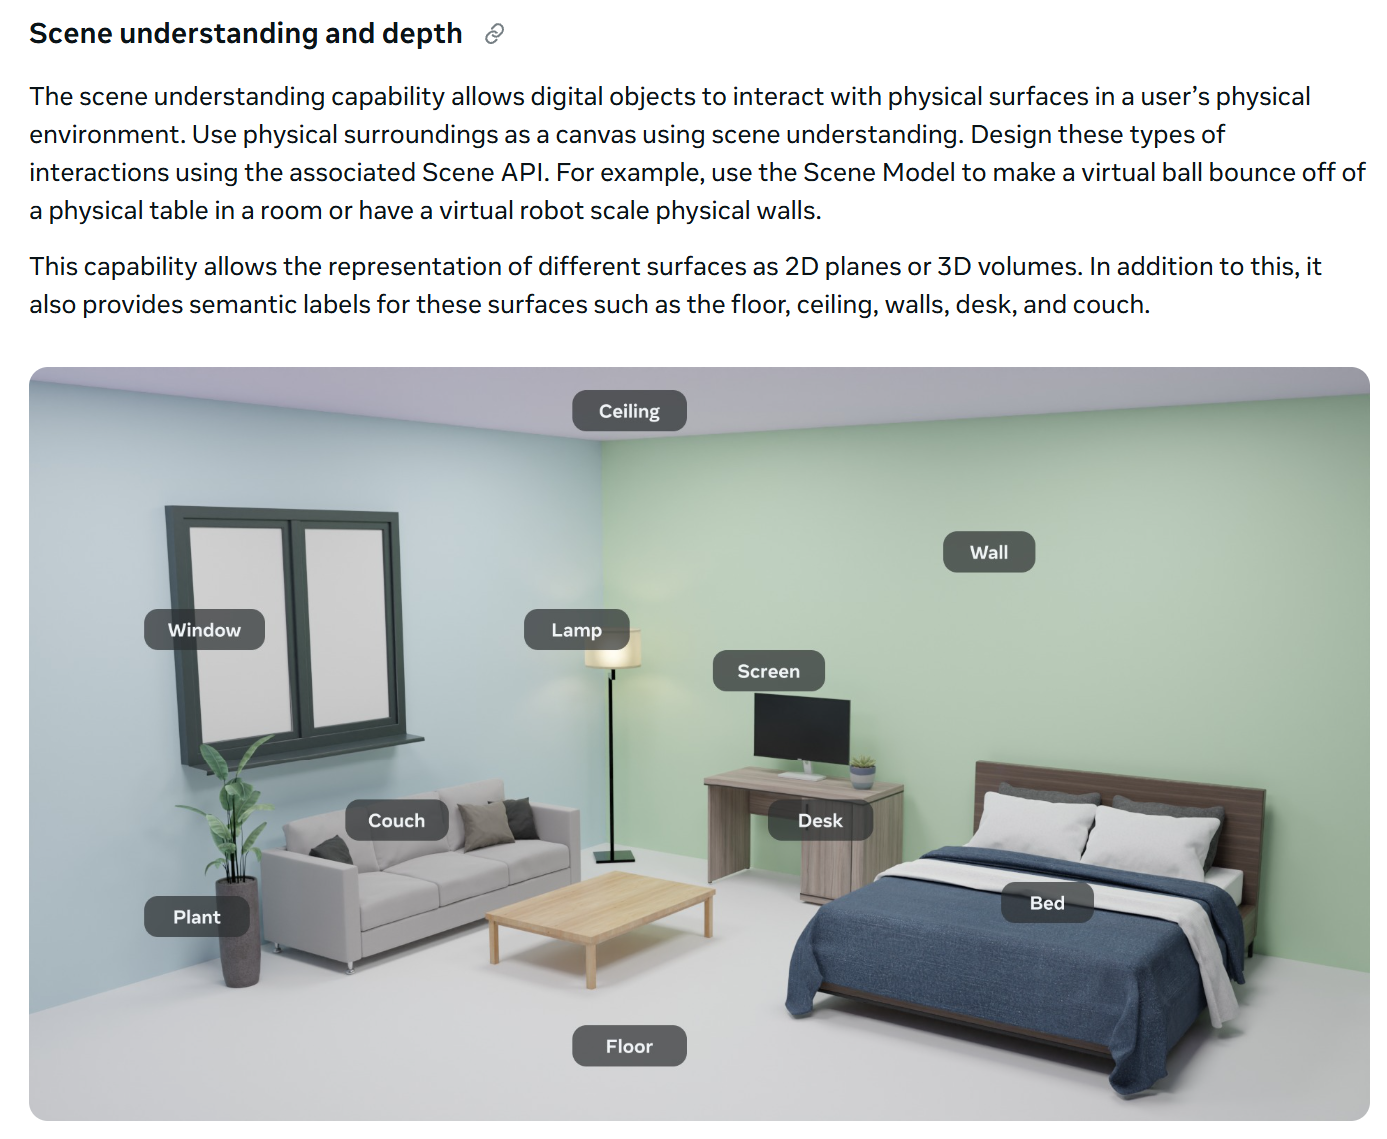 Scene understanding and depth
The scene understanding capability allows digital objects to interact with physical surfaces in a user’s physical
environment. Use physical surroundings as a canvas using scene understanding. Design these types of
interactions using the associated Scene API. For example, use the Scene Model to make a virtual ball bounce off of
a physical table in a room or have a virtual robot scale physical walls.
This capability allows the representation of different surfaces as 2D planes or 3D volumes. In addition to this, it
also provides semantic labels for these surfaces such as the floor, ceiling, walls, desk, and couch.
Ceiling
Wall
Window
Lamp
Screen
Couch
Desk
Plant
Bed
Floor